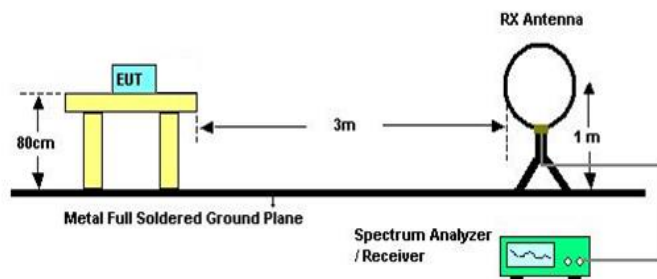 RX Antenna
EUT
3m
80cm
1 m
Metal Full Soldered Ground Plane
Spectrum Analyzer
/ Receiver